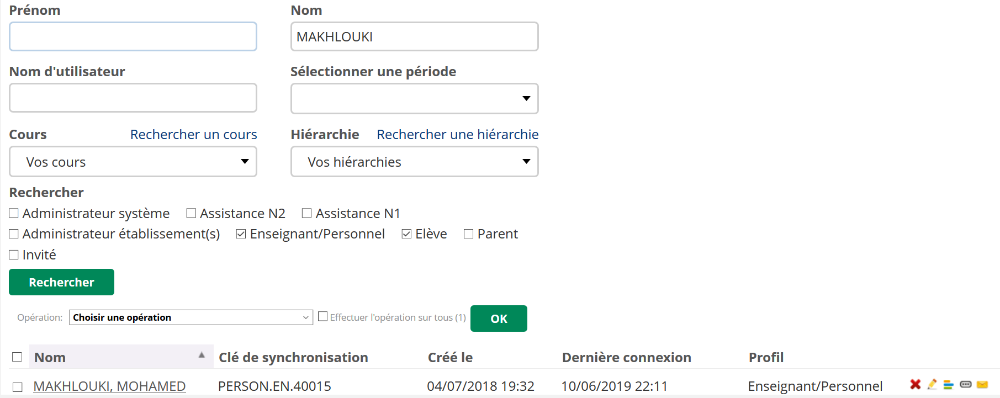 Prénom Nom
MAKHLOUKI
Nom d'utilisateur Sélectionner une période
Cours Rechercher un cours Hiérarchie Rechercher une hiérarchie
Vos cours Vos hiérarchies
Rechercher
Administrateur système Assistance N2 Assistance N1
Administrateur établissement(s) Enseignant/Personnel Elève Parent
Invité
Rechercher
Opération: Choisir une opération Effectuer l'opération sur tous (1) OK
Nom Clé de synchronisation Créé le Dernière connexion Profil
MAKHLOUKI, MOHAMED PERSON.EN.40015 04/07/2018 19:32 10/06/2019 22:11 Enseignant/Personnel